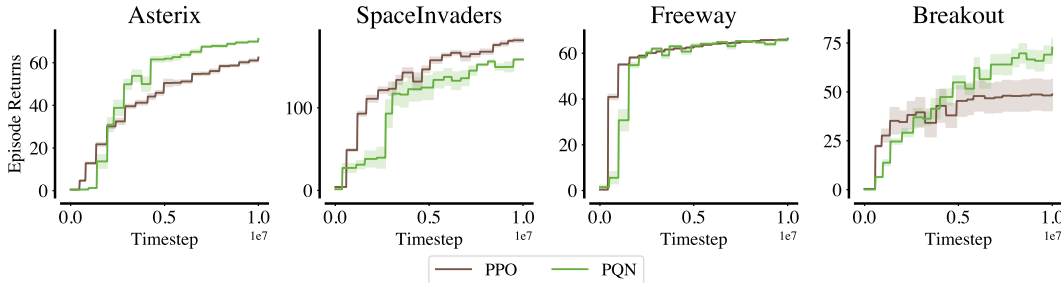 Asterix SpaceInvaders Freeway Breakout
Episode Returns
60
40
20
0
100
0
60
40
20
0
75
50
25
0
0.0 0.5 1.0 0.0 0.5 1.0 0.0 0.5 1.0 0.0 0.5 1.0
Timestep 1e7 Timestep 1e7 Timestep 1e7 Timestep 1e7
PPO PQN